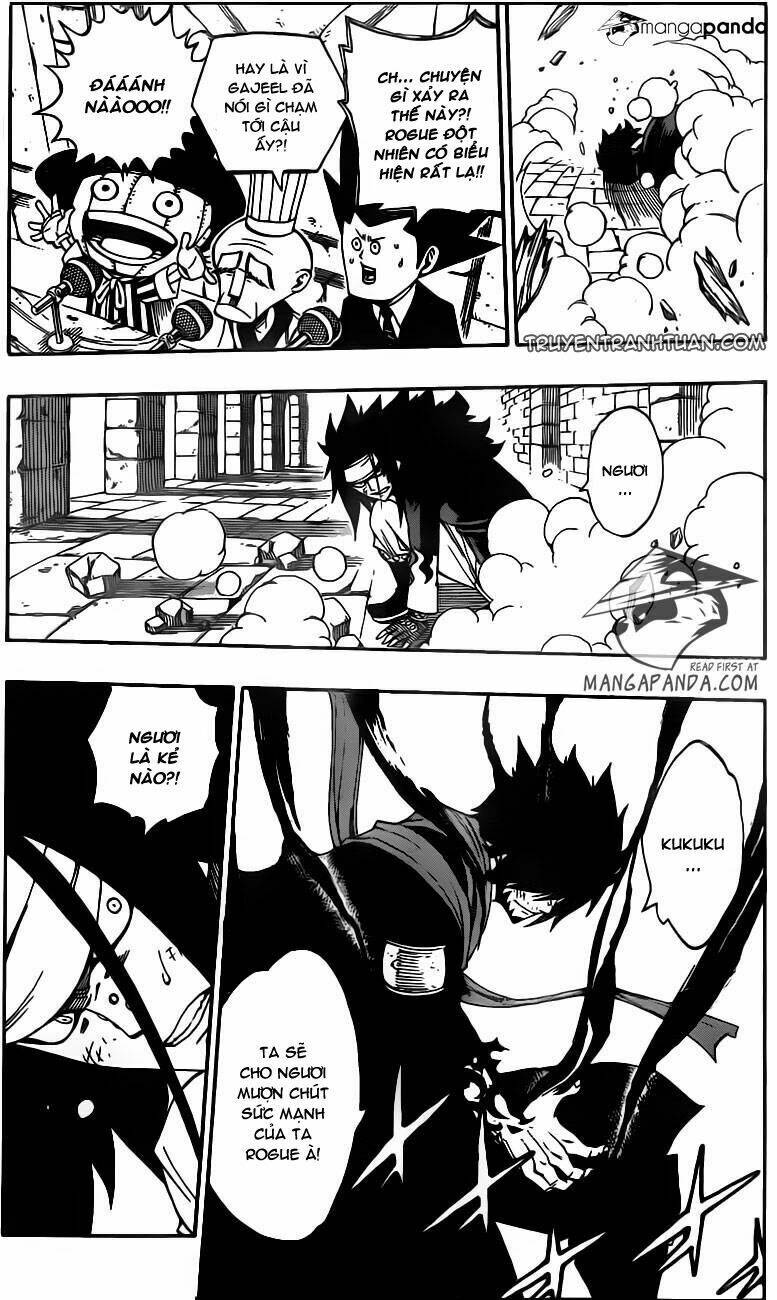 mangapanda
CH... CHUYỆN
GÌ XẢY RA
THẾ NÀY?!
ROGUE ĐỘT
NHIÊN CÓ BIỂU
HIỆN RẤT LẠ!!
HAY LÀ VÌ
GAJEEL ĐÃ
NÓI GÌ CHẠM
TỚI CẬU
ẤY?!
ĐÁÁÁNH
NÀÀOOO!!
TRUYENTRANHTUAN.COM
NGƯƠI
...
READ FIRST AT
MANGAPANDA.COM
KUKUKU
...
TA SẼ
CHO NGƯƠI
MƯỢN CHÚT
SỨC MẠNH
CỦA TA
ROGUE À!
NGƯƠI
LÀ KẺ
NÀO?!